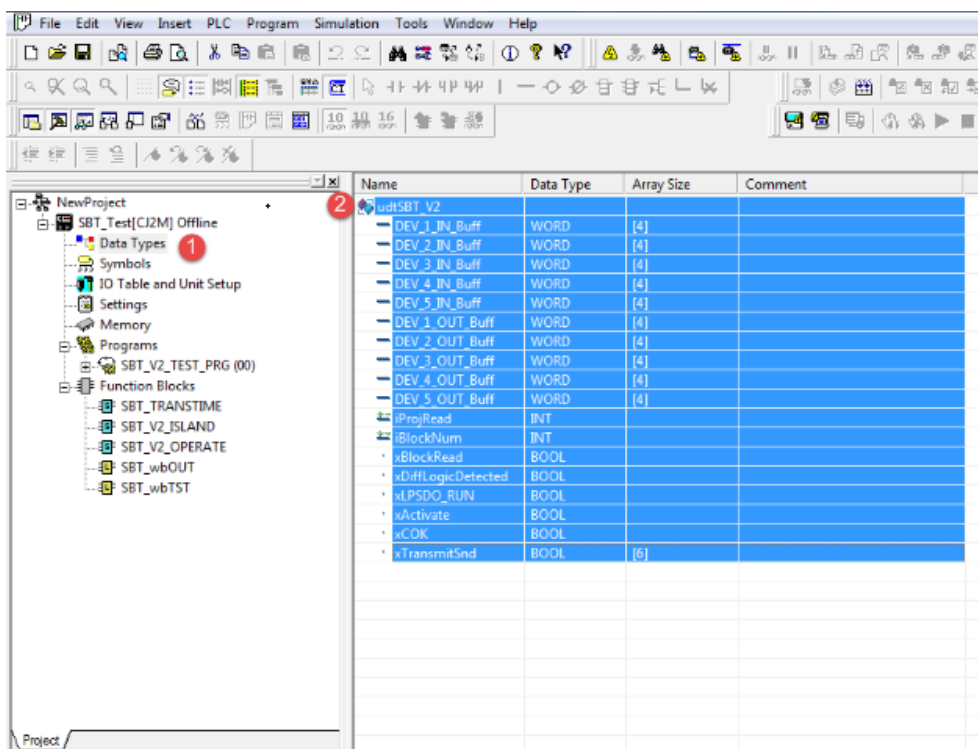 File Edit View Insert PLC Program Simulation Tools Window Help
10 10 16
NewProject
SBT_Test[CJ2M] Offline
Data Types 1
Symbols
IO Table and Unit Setup
Settings
Memory
Programs
SBT_V2_TEST_PRG (00)
Function Blocks
SBT_TRANSTIME
SBT_V2_ISLAND
SBT_V2_OPERATE
SBT_wbOUT
SBT_wbTST
Project
Name Data Type Array Size Comment
2 udtSBT_V2
DEV_1_IN_Buff WORD [4]
DEV_2_IN_Buff WORD [4]
DEV_3_IN_Buff WORD [4]
DEV_4_IN_Buff WORD [4]
DEV_5_IN_Buff WORD [4]
DEV_1_OUT_Buff WORD [4]
DEV_2_OUT_Buff WORD [4]
DEV_3_OUT_Buff WORD [4]
DEV_4_OUT_Buff WORD [4]
DEV_5_OUT_Buff WORD [4]
iProjRead INT
iBlockNum INT
xBlockRead BOOL
xDiffLogicDetected BOOL
xLPSDO_RUN BOOL
xActivate BOOL
xCOK BOOL
xTransmitSnd BOOL [6]